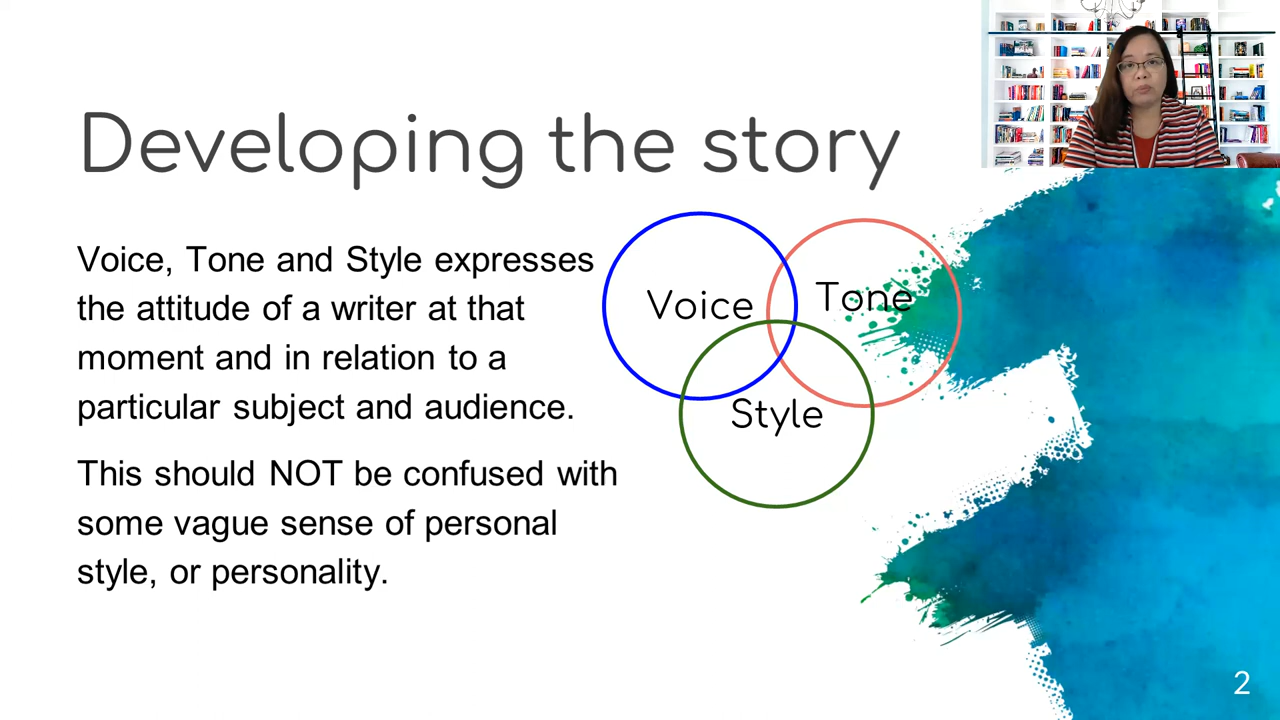 Developing the story
Voice, Tone and Style expresses
the attitude of a writer at that
moment and in relation to a
particular subject and audience.
This should NOT be confused with
some vague sense of personal
style, or personality.
Voice
Tone
Style
2